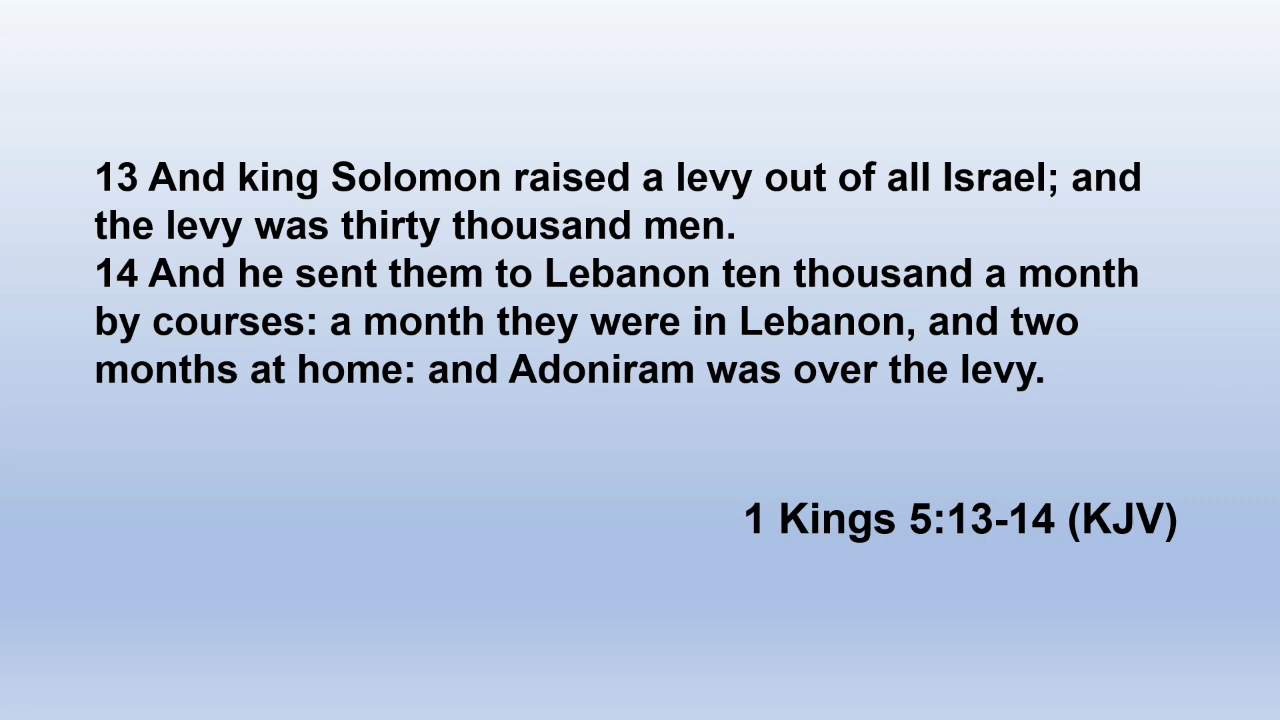 13 And king Solomon raised a levy out of all Israel; and
the levy was thirty thousand men.
14 And he sent them to Lebanon ten thousand a month
by courses: a month they were in Lebanon, and two
months at home: and Adoniram was over the levy.
1 Kings 5:13-14 (KJV)